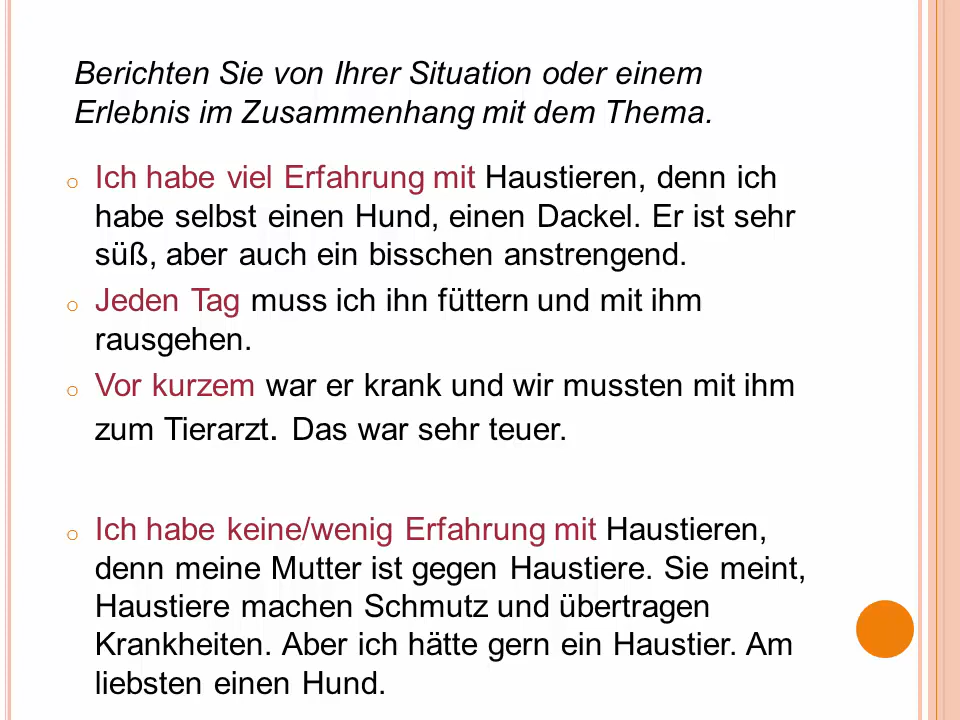 Berichten Sie von Ihrer Situation oder einem
Erlebnis im Zusammenhang mit dem Thema.
o Ich habe viel Erfahrung mit Haustieren, denn ich
habe selbst einen Hund, einen Dackel. Er ist sehr
süß, aber auch ein bisschen anstrengend.
o Jeden Tag muss ich ihn füttern und mit ihm
rausgehen.
o Vor kurzem war er krank und wir mussten mit ihm
zum Tierarzt. Das war sehr teuer.
o Ich habe keine/wenig Erfahrung mit Haustieren,
denn meine Mutter ist gegen Haustiere. Sie meint,
Haustiere machen Schmutz und übertragen
Krankheiten. Aber ich hätte gern ein Haustier. Am
liebsten einen Hund.